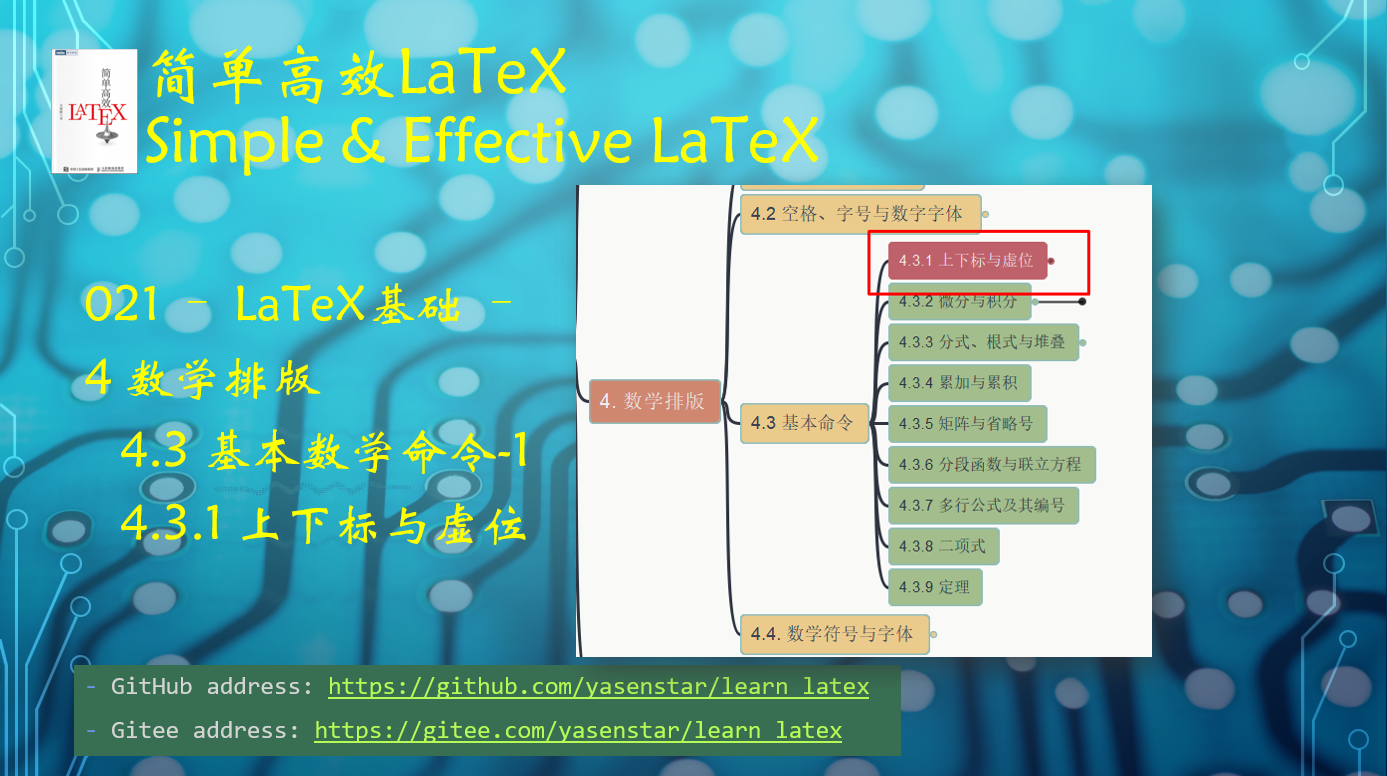 简单高效
LATEX
简单高效LaTeX
Simple & Effective LaTeX
021 – LaTeX基础 –
4 数学排版
4.3 基本数学命令-1
4.3.1 上下标与虚位
4. 数学排版
4.2 空格、字号与数字字体
4.3 基本命令
4.3.1 上下标与虚位
4.3.2 微分与积分
4.3.3 分式、根式与堆叠
4.3.4 累加与累积
4.3.5 矩阵与省略号
4.3.6 分段函数与联立方程
4.3.7 多行公式及其编号
4.3.8 二项式
4.3.9 定理
4.4. 数学符号与字体
- GitHub address: https://github.com/yasenstar/learn_latex
- Gitee address: https://gitee.com/yasenstar/learn_latex